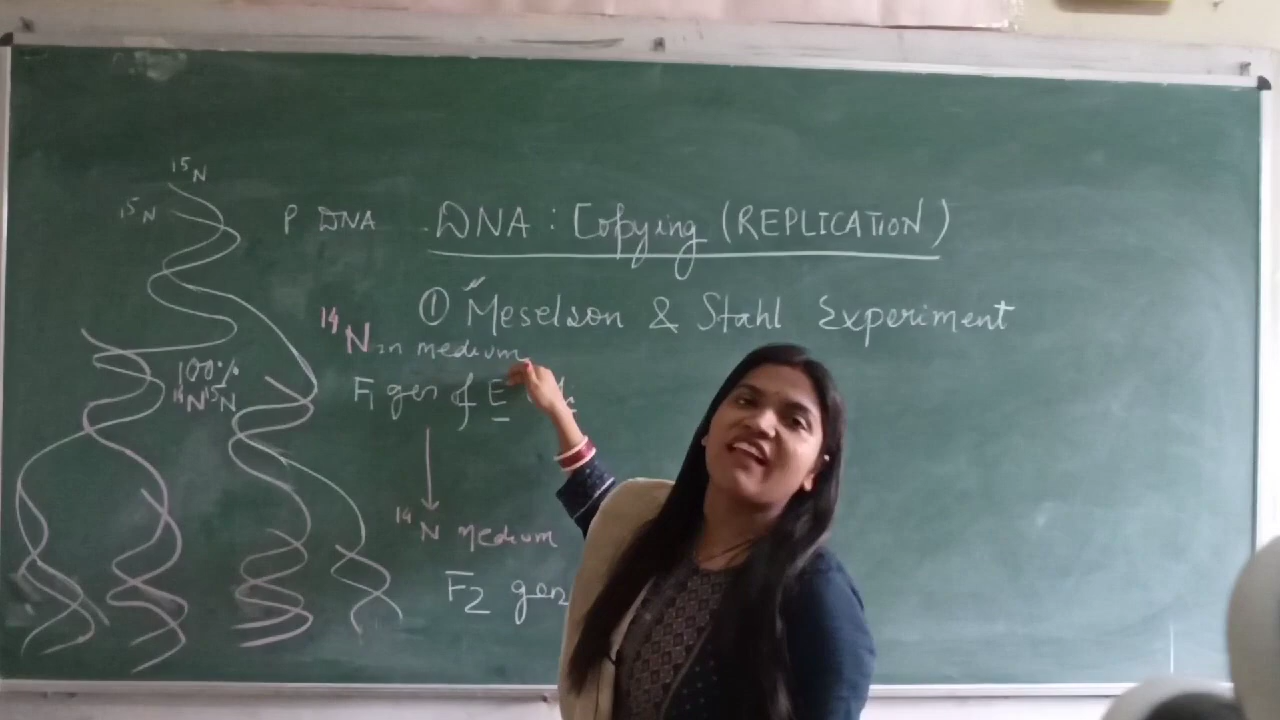 15N
15N
P DNA
DNA : Copying (REPLICATION)
① Meselson & Stahl Experiment
14N in medium
100%
14N15N
F1 gen of E
14N medium
F2 gen